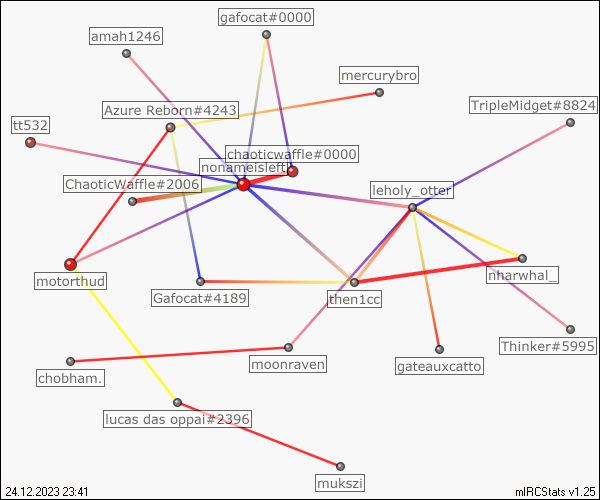 gafocat#0000
amah1246
mercurybro
TripleMidget#8824
Azure Reborn#4243
tt532
chaoticwaffle#0000
nonameisleft
ChaoticWaffle#2006
leholy_otter
motorthud
nharwhal_
Gafocat#4189
then1cc
Thinker#5995
moonraven
gateauxcatto
chobham.
lucas das oppai#2396
mukszi
24.12.2023 23:41
mIRCStats v1.25